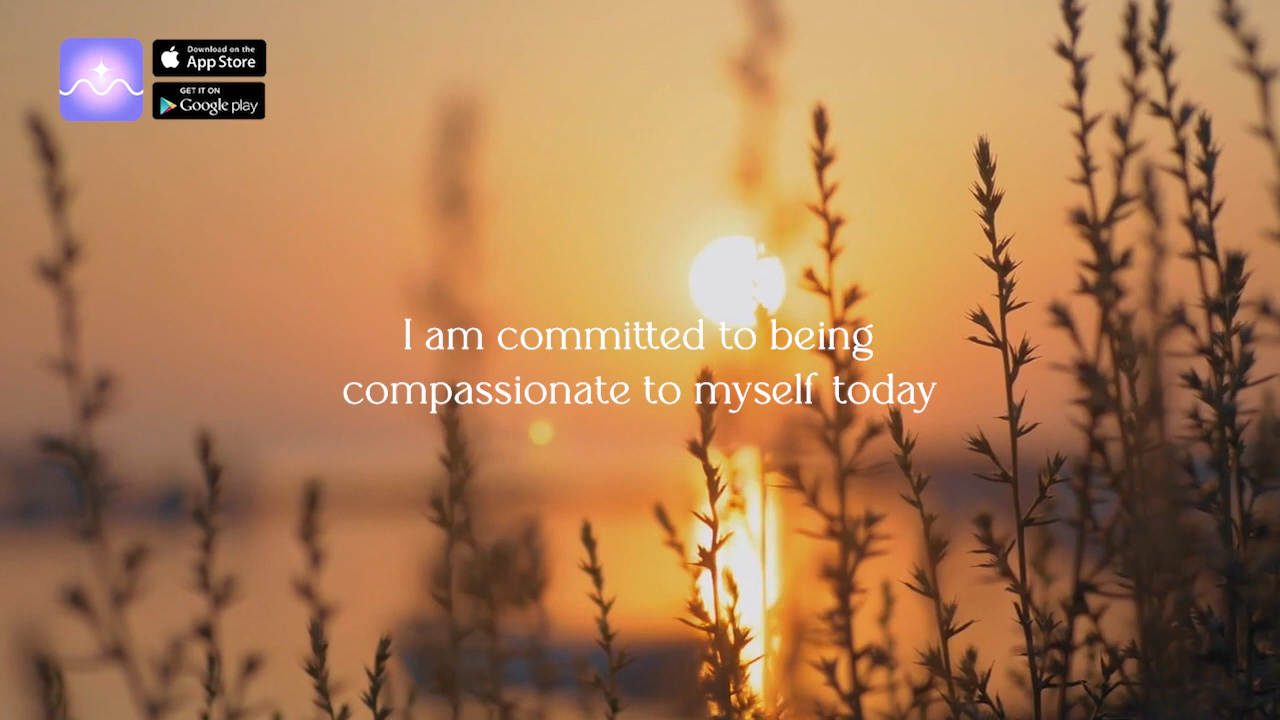 Download on the
App Store
GET IT ON
Google play
I am committed to being
compassionate to myself today